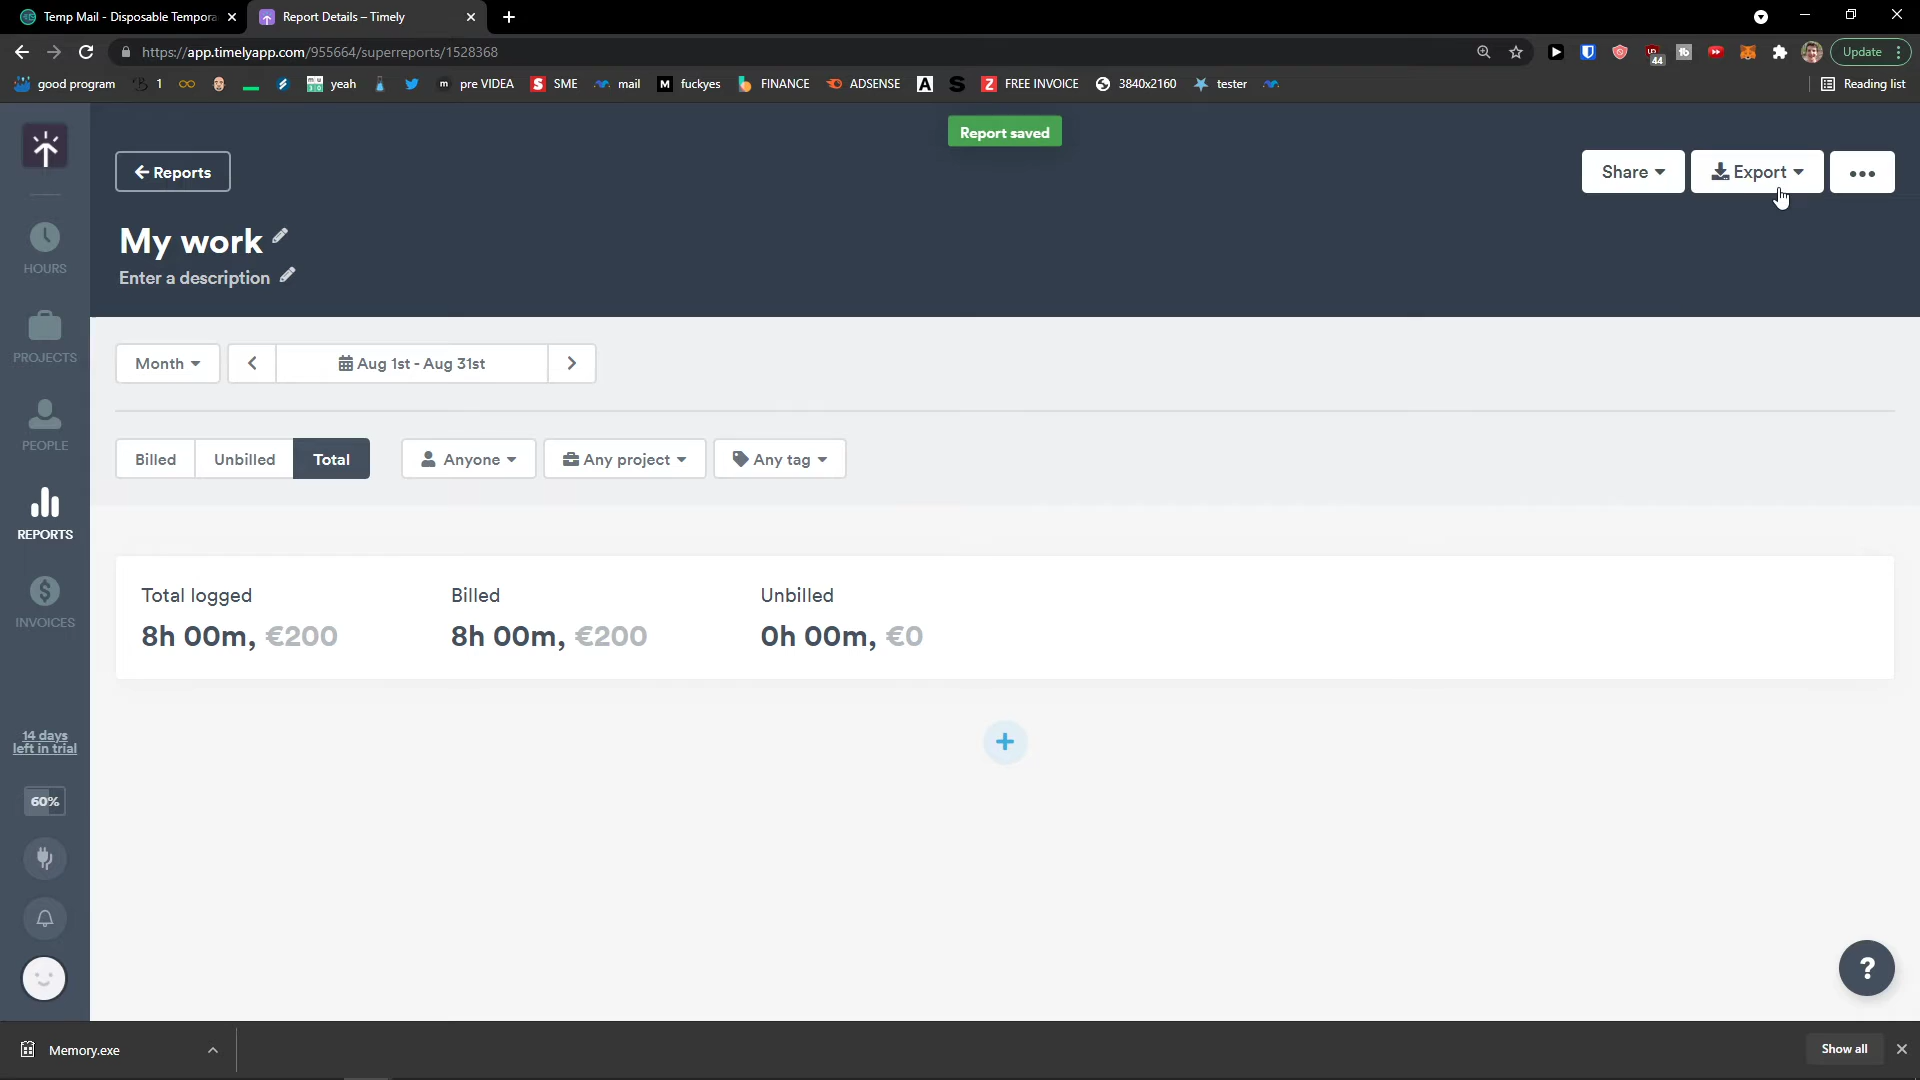 Temp Mail - Disposable Tempora
Report Details – Timely
https://app.timelyapp.com/955664/superreports/1528368
44
Update
good program
1
yeah
pre VIDEA
SME
mail
fuckyes
FINANCE
ADSENSE
FREE INVOICE
3840x2160
tester
Reading list
Report saved
Reports
Share
Export
My work
Enter a description
HOURS
PROJECTS
PEOPLE
REPORTS
INVOICES
Month
Aug 1st - Aug 31st
Billed
Unbilled
Total
Anyone
Any project
Any tag
Total logged
Billed
Unbilled
8h 00m, €200
8h 00m, €200
0h 00m, €0
14 days
left in trial
60%
?
Memory.exe
Show all